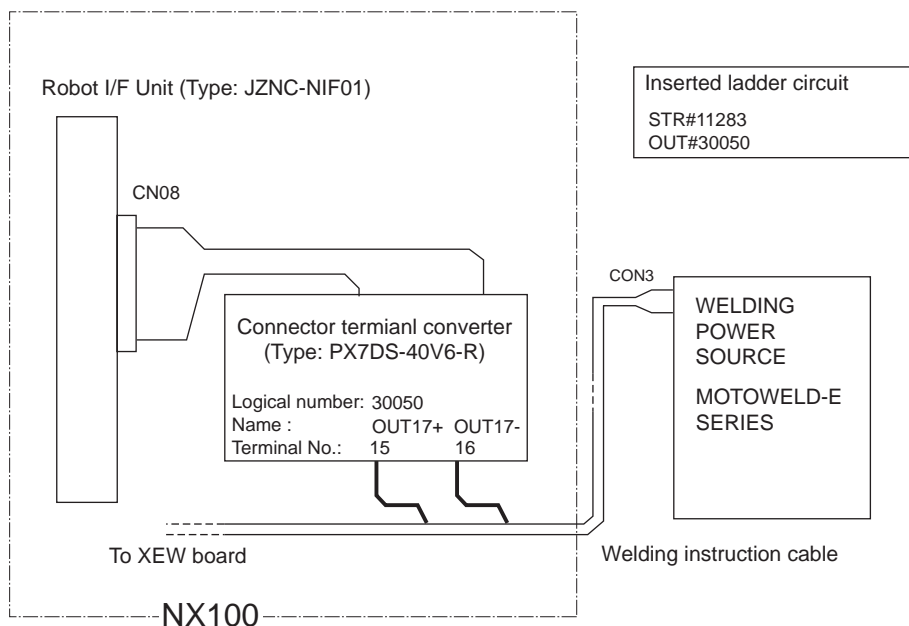 Robot I/F Unit (Type: JZNC-NIF01)
Inserted ladder circuit
STR#11283
OUT#30050
CN08
CON3
Connector termianl converter
(Type: PX7DS-40V6-R)
Logical number: 30050
Name : OUT17+ OUT17-
Terminal No.: 15 16
WELDING
POWER
SOURCE
MOTOWELD-E
SERIES
To XEW board
Welding instruction cable
NX100